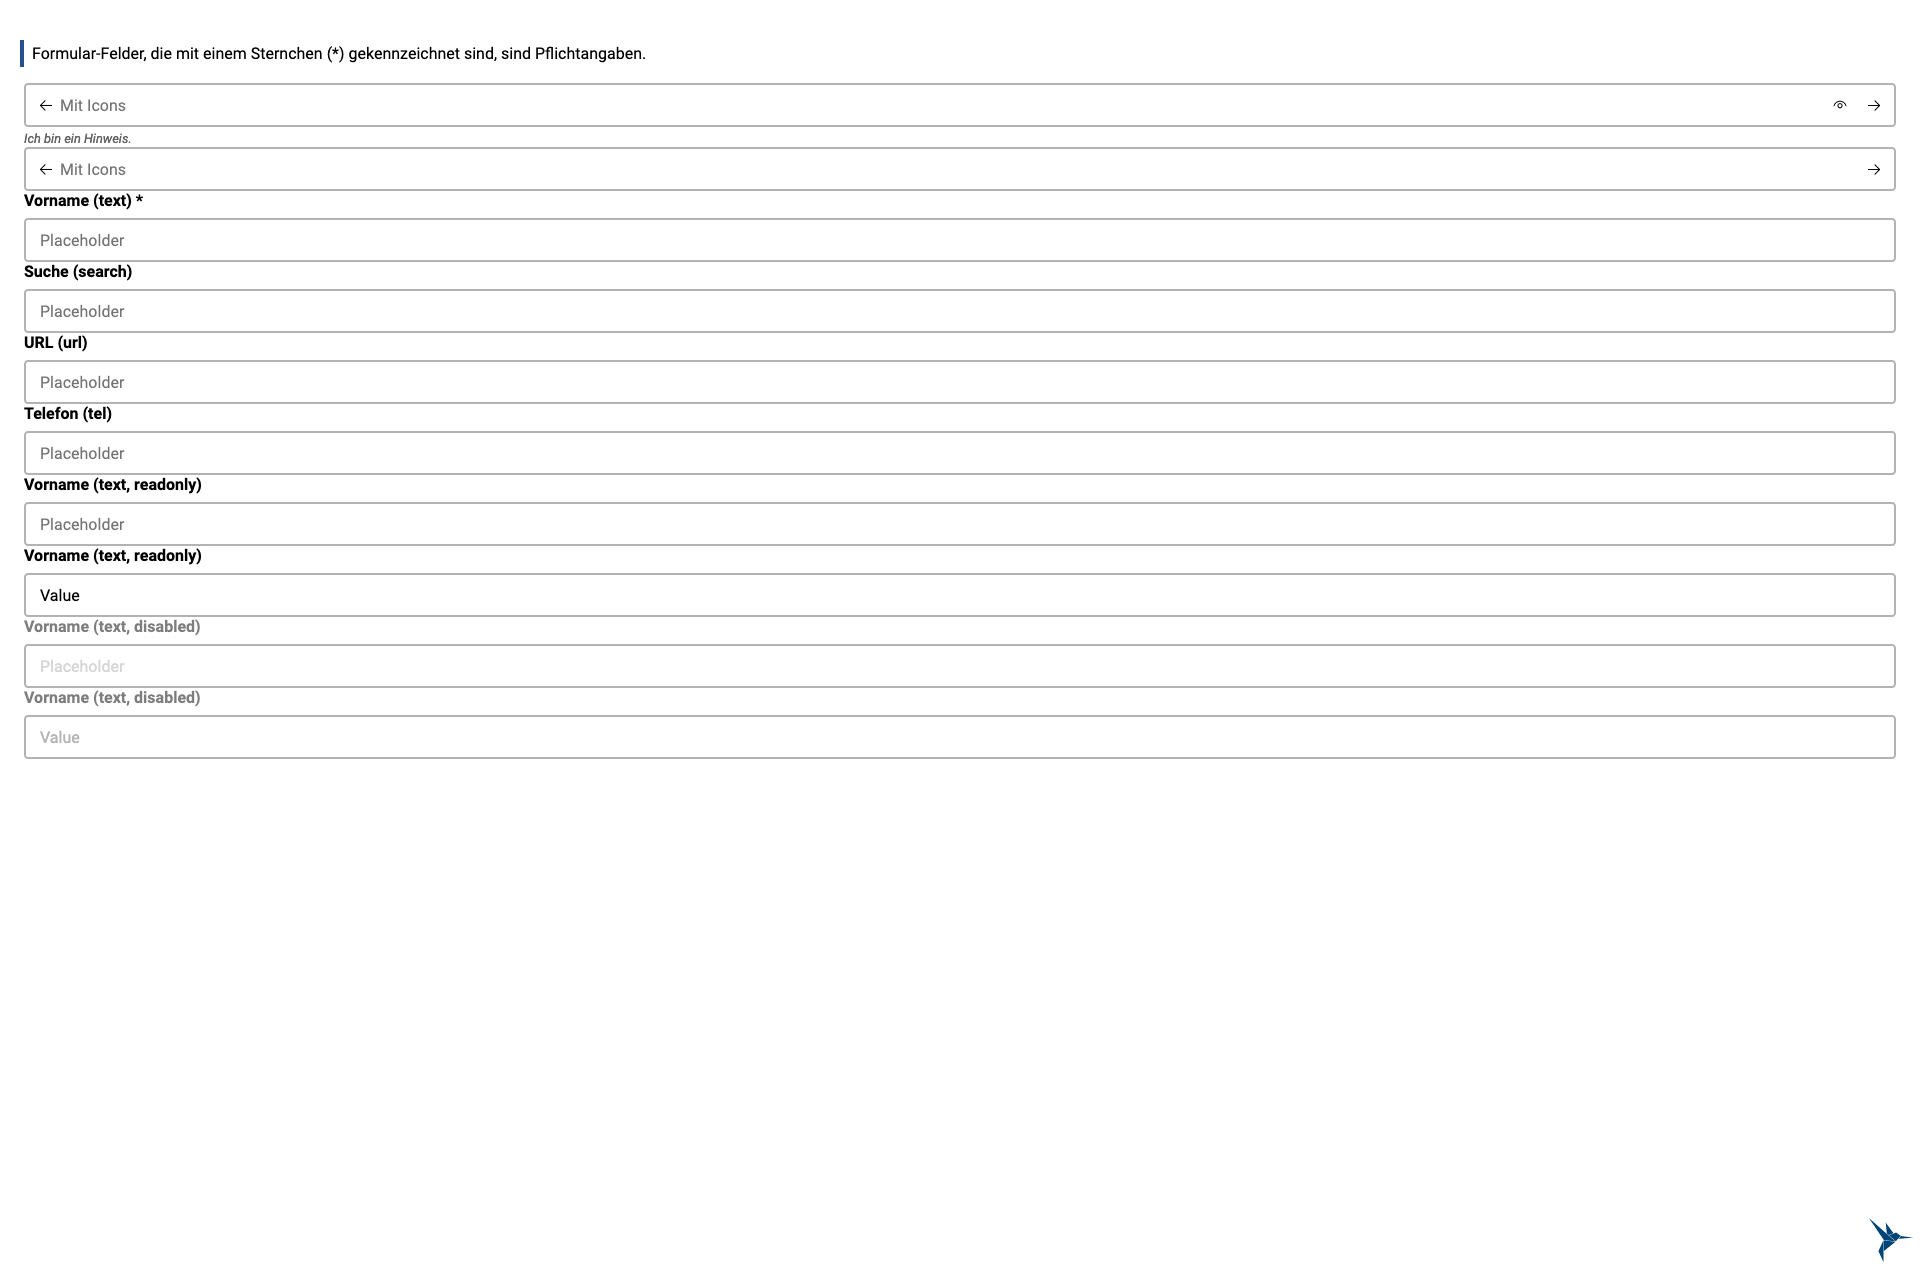 Formular-Felder, die mit einem Sternchen (*) gekennzeichnet sind, sind Pflichtangaben.
Mit Icons
Ich bin ein Hinweis.
Mit Icons
Vorname (text) *
Placeholder
Suche (search)
Placeholder
URL (url)
Placeholder
Telefon (tel)
Placeholder
Vorname (text, readonly)
Placeholder
Vorname (text, readonly)
Value
Vorname (text, disabled)
Placeholder
Vorname (text, disabled)
Value